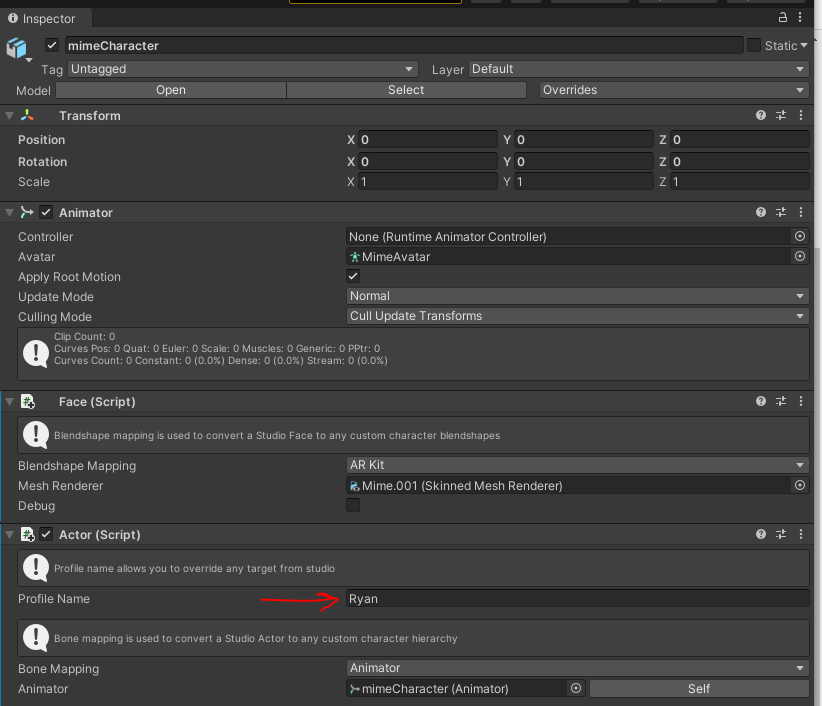 Inspector
mimeCharacter Static
Tag Untagged Layer Default
Model Open Select Overrides
Transform
Position X 0 Y 0 Z 0
Rotation X 0 Y 0 Z 0
Scale X 1 Y 1 Z 1
Animator
Controller None (Runtime Animator Controller)
Avatar MimeAvatar
Apply Root Motion
Update Mode Normal
Culling Mode Cull Update Transforms
Clip Count: 0
Curves Pos: 0 Quat: 0 Euler: 0 Scale: 0 Muscles: 0 Generic: 0 PPtr: 0
Curves Count: 0 Constant: 0 (0.0%) Dense: 0 (0.0%) Stream: 0 (0.0%)
Face (Script)
Blendshape mapping is used to convert a Studio Face to any custom character blendshapes
Blendshape Mapping AR Kit
Mesh Renderer Mime.001 (Skinned Mesh Renderer)
Debug
Actor (Script)
Profile name allows you to override any target from studio
Profile Name Ryan
Bone mapping is used to convert a Studio Actor to any custom character hierarchy
Bone Mapping Animator
Animator mimeCharacter (Animator) Self